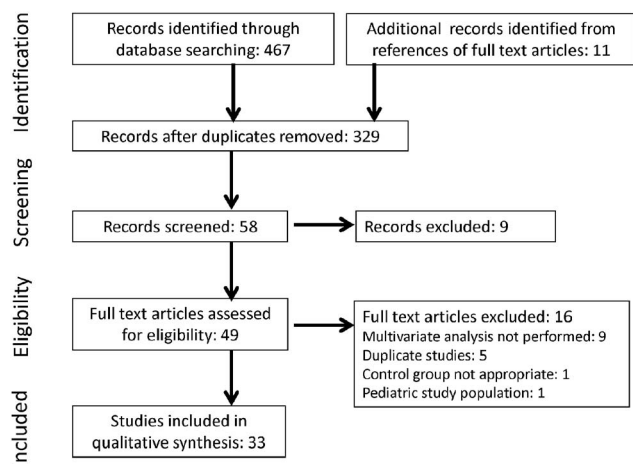 Identification
Records identified through
database searching: 467
Additional records identified from
references of full text articles: 11
Records after duplicates removed: 329
Screening
Records screened: 58
Records excluded: 9
Eligibility
Full text articles assessed
for eligibility: 49
Full text articles excluded: 16
Multivariate analysis not performed: 9
Duplicate studies: 5
Control group not appropriate: 1
Pediatric study population: 1
Included
Studies included in
qualitative synthesis: 33